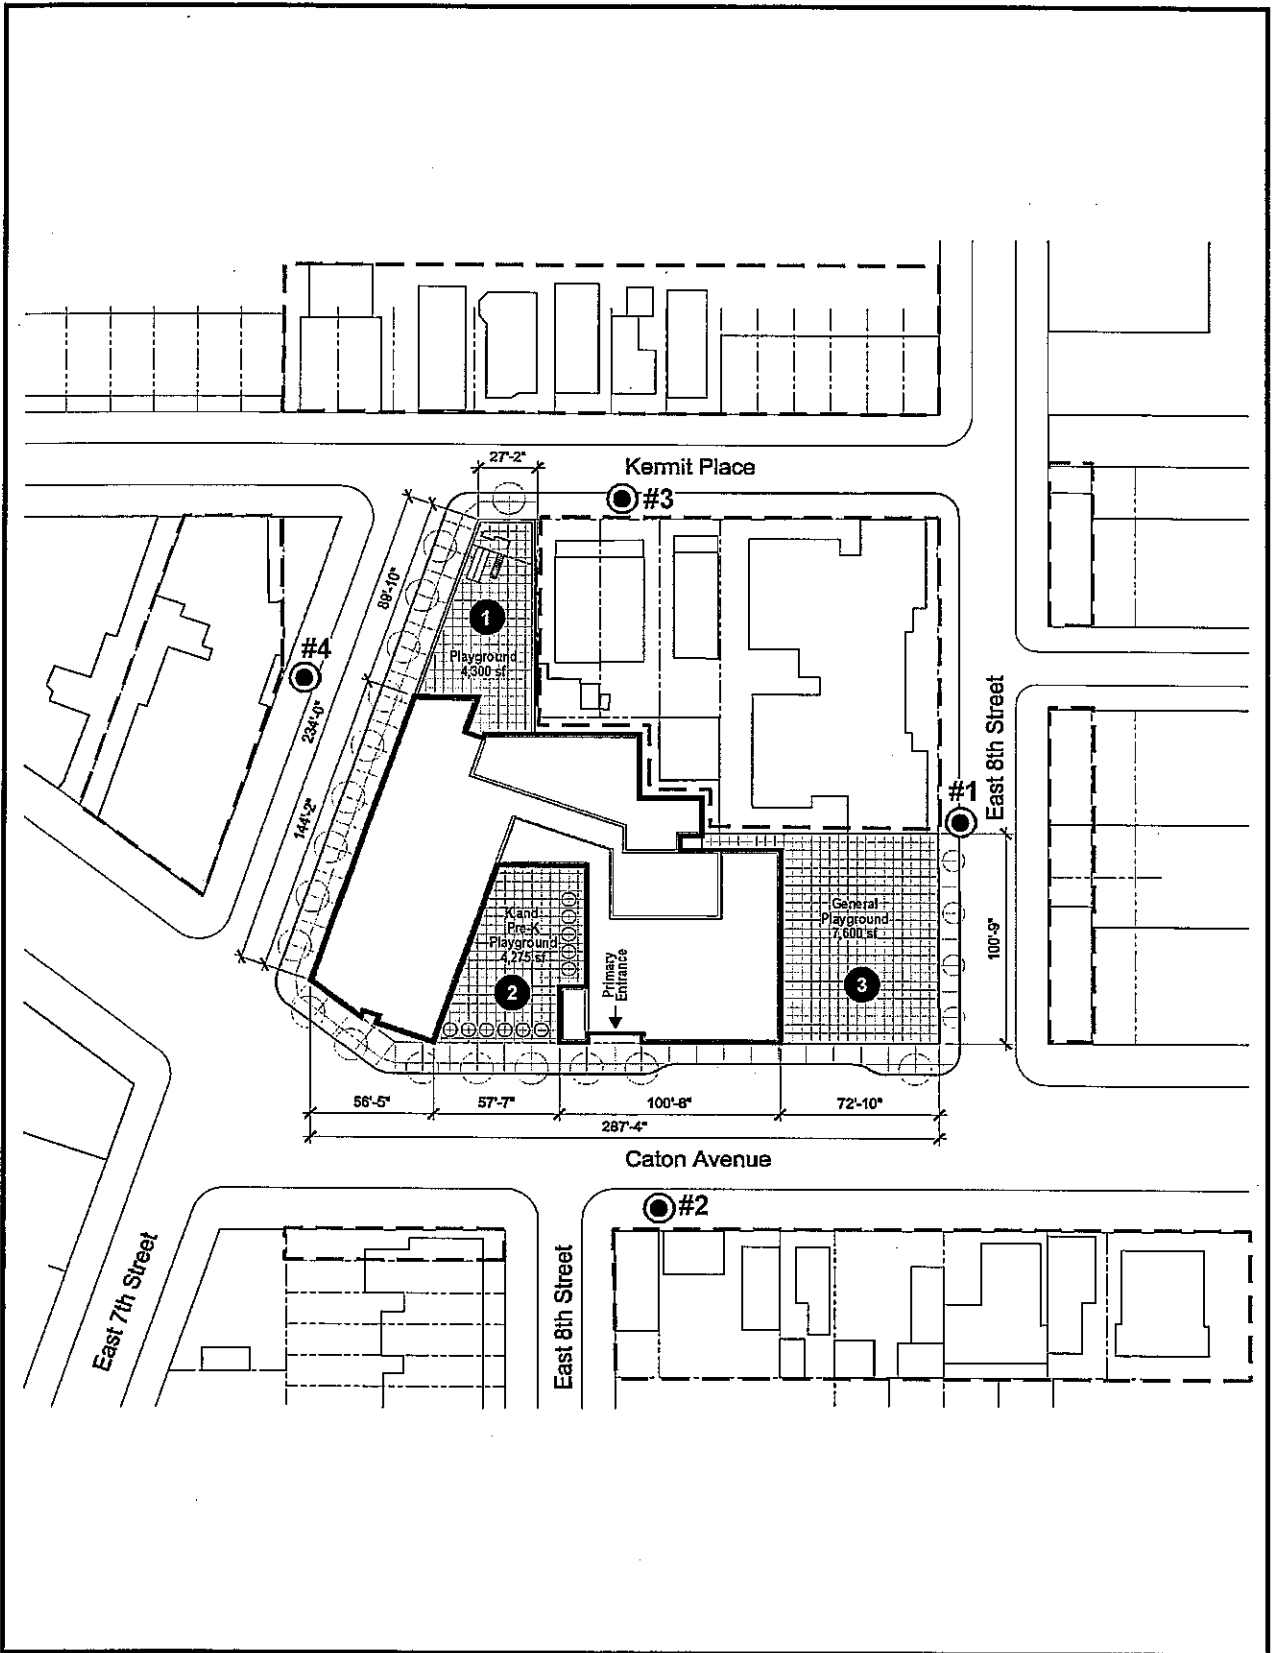 27'-2"
Kermit Place
#3
89'-10"
1
Playground
4,300 sf
#4
234'-0"
East 8th Street
#1
144'-2"
K and
Pre-K
Playground
4,275 sf
2
Primary
Entrance
General
Playground
7,600 sf
3
100'-9"
56'-5"
57'-7"
100'-6"
72'-10"
287'-4"
Caton Avenue
#2
East 7th Street
East 8th Street